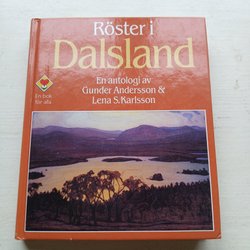 Röster i
Dalsland
En antologi av
Gunder Andersson &
Lena S. Karlsson
En bok
för alla